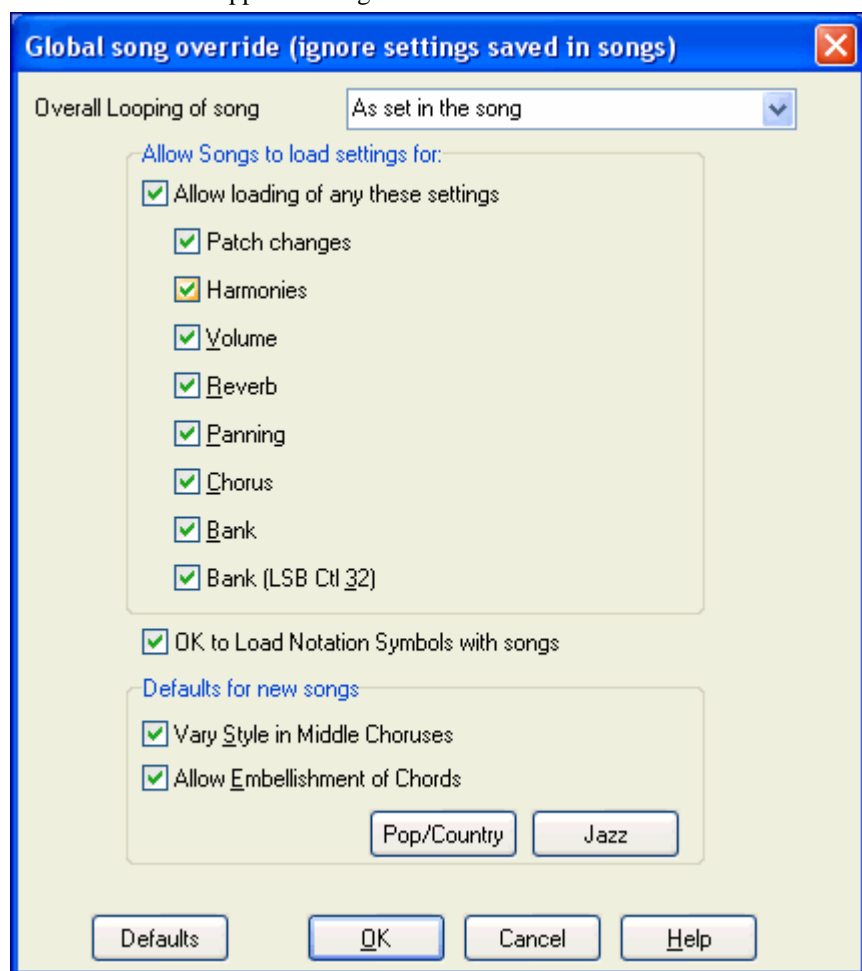 Global song override (ignore settings saved in songs)
Overall Looping of song As set in the song
Allow Songs to load settings for:
Allow loading of any these settings
Patch changes
Harmonies
Volume
Reverb
Panning
Chorus
Bank
Bank (LSB Ctl 32)
OK to Load Notation Symbols with songs
Defaults for new songs
Vary Style in Middle Choruses
Allow Embellishment of Chords
Pop/Country Jazz
Defaults OK Cancel Help